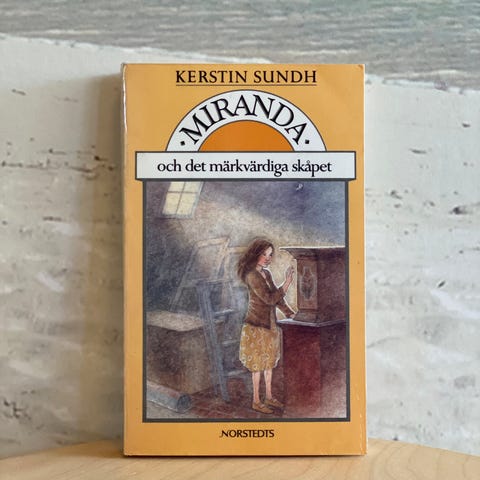 KERSTIN SUNDH
·MIRANDA·
och det märkvärdiga skåpet
NORSTEDTS